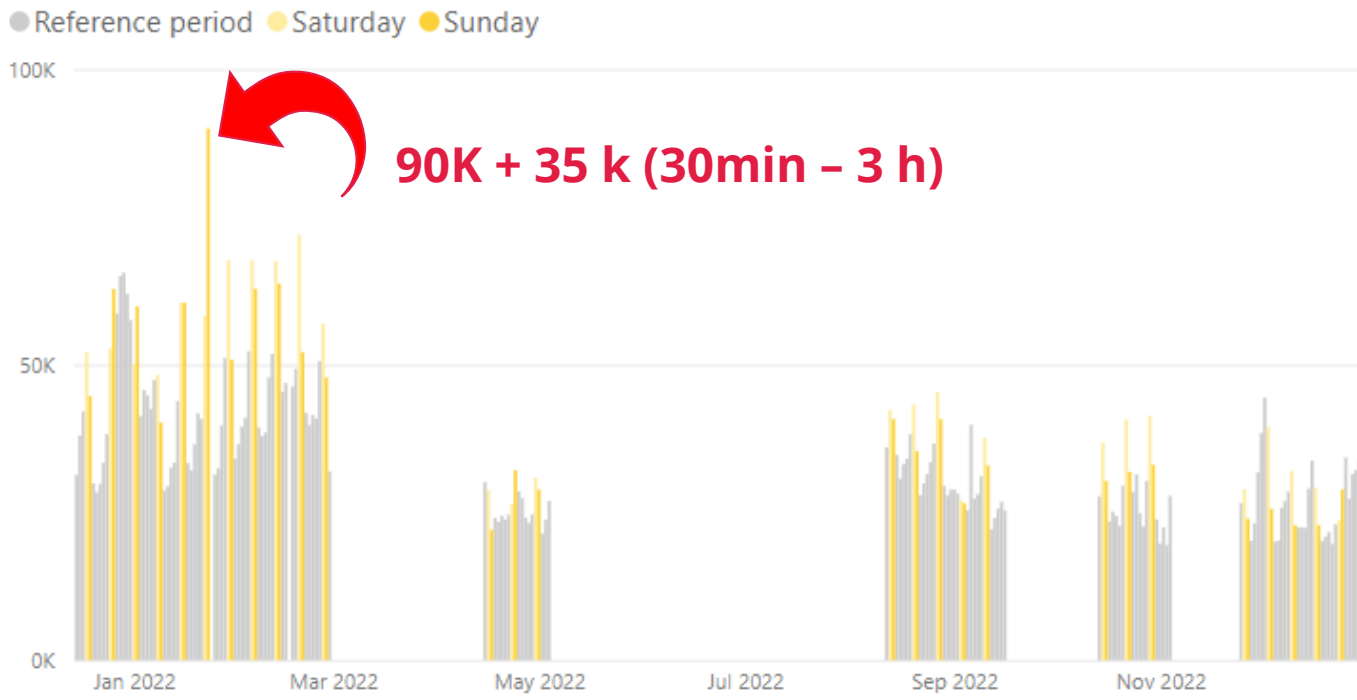 Reference period Saturday Sunday
100K
90K + 35 k (30min – 3 h)
50K
0K
Jan 2022 Mar 2022 May 2022 Jul 2022 Sep 2022 Nov 2022